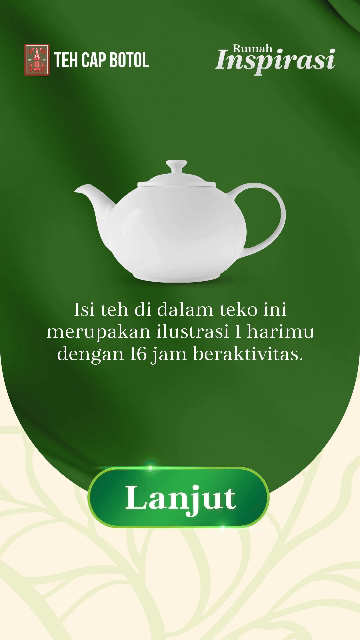 TEH CAP BOTOL
Rumah
Inspirasi
Isi teh di dalam teko ini
merupakan ilustrasi 1 harimu
dengan 16 jam beraktivitas.
Lanjut